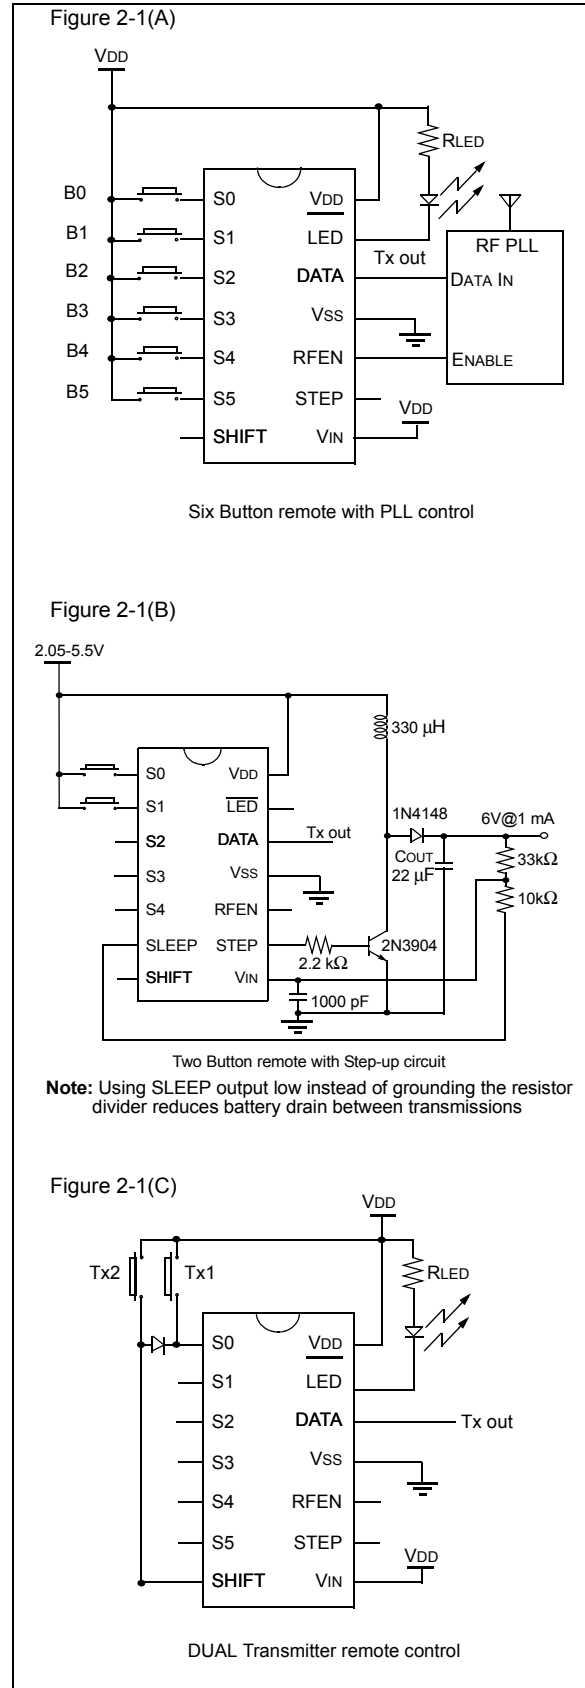 Figure 2-1(A)
VDD
RLED
B0
S0
VDD
B1
S1
LED
Tx out
RF PLL
B2
S2
DATA
DATA IN
B3
S3
VSS
B4
S4
RFEN
ENABLE
B5
S5
STEP
VDD
SHIFT
VIN
Six Button remote with PLL control
Figure 2-1(B)
2.05-5.5V
330 μH
S0
VDD
S1
LED
1N4148
6V@1 mA
S2
DATA
Tx out
COUT
22 μF
33kΩ
S3
VSS
10kΩ
S4
RFEN
SLEEP
STEP
2.2 kΩ
2N3904
SHIFT
VIN
1000 pF
Two Button remote with Step-up circuit
Note: Using SLEEP output low instead of grounding the resistor
divider reduces battery drain between transmissions
Figure 2-1(C)
VDD
Tx2
Tx1
RLED
S0
VDD
S1
LED
S2
DATA
Tx out
S3
VSS
S4
RFEN
S5
STEP
VDD
SHIFT
VIN
DUAL Transmitter remote control